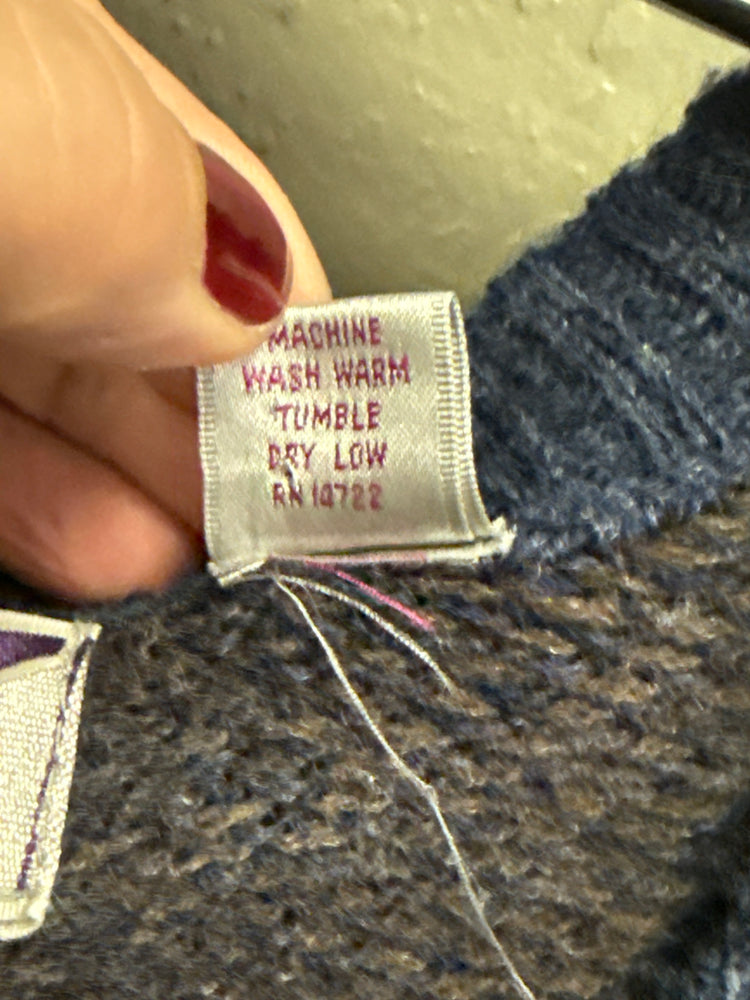 MACHINE
WASH WARM
TUMBLE
DRY LOW
RN 14722